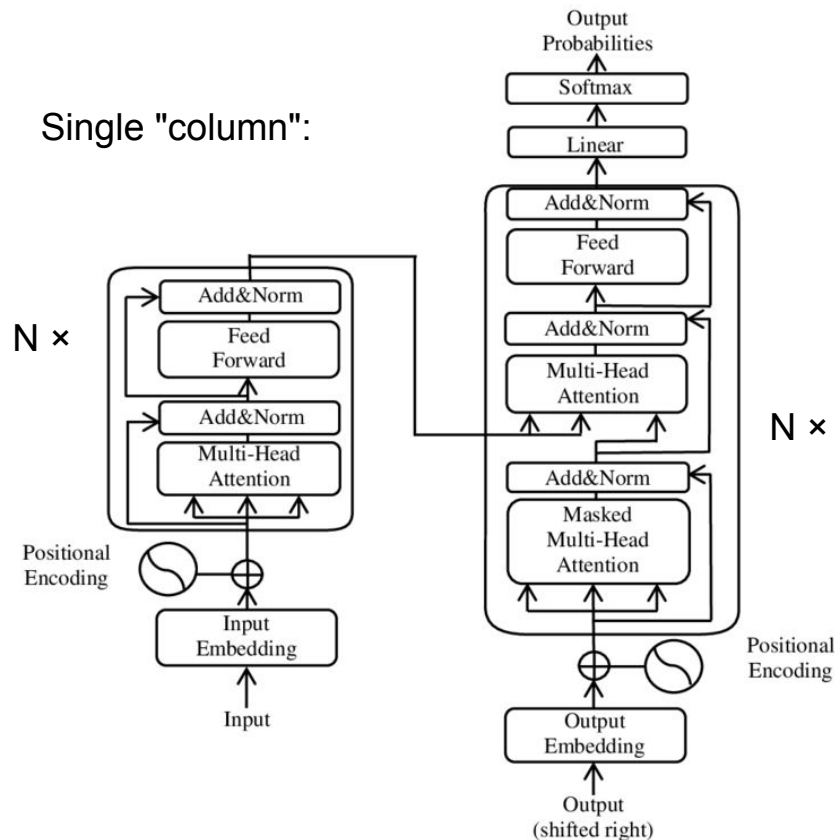 Single "column":
N ×
Add&Norm
Feed
Forward
Add&Norm
Multi-Head
Attention
Positional
Encoding
Input
Embedding
Input
Output
Probabilities
Softmax
Linear
Add&Norm
Feed
Forward
Add&Norm
Multi-Head
Attention
N ×
Add&Norm
Masked
Multi-Head
Attention
Positional
Encoding
Output
Embedding
Output
(shifted right)